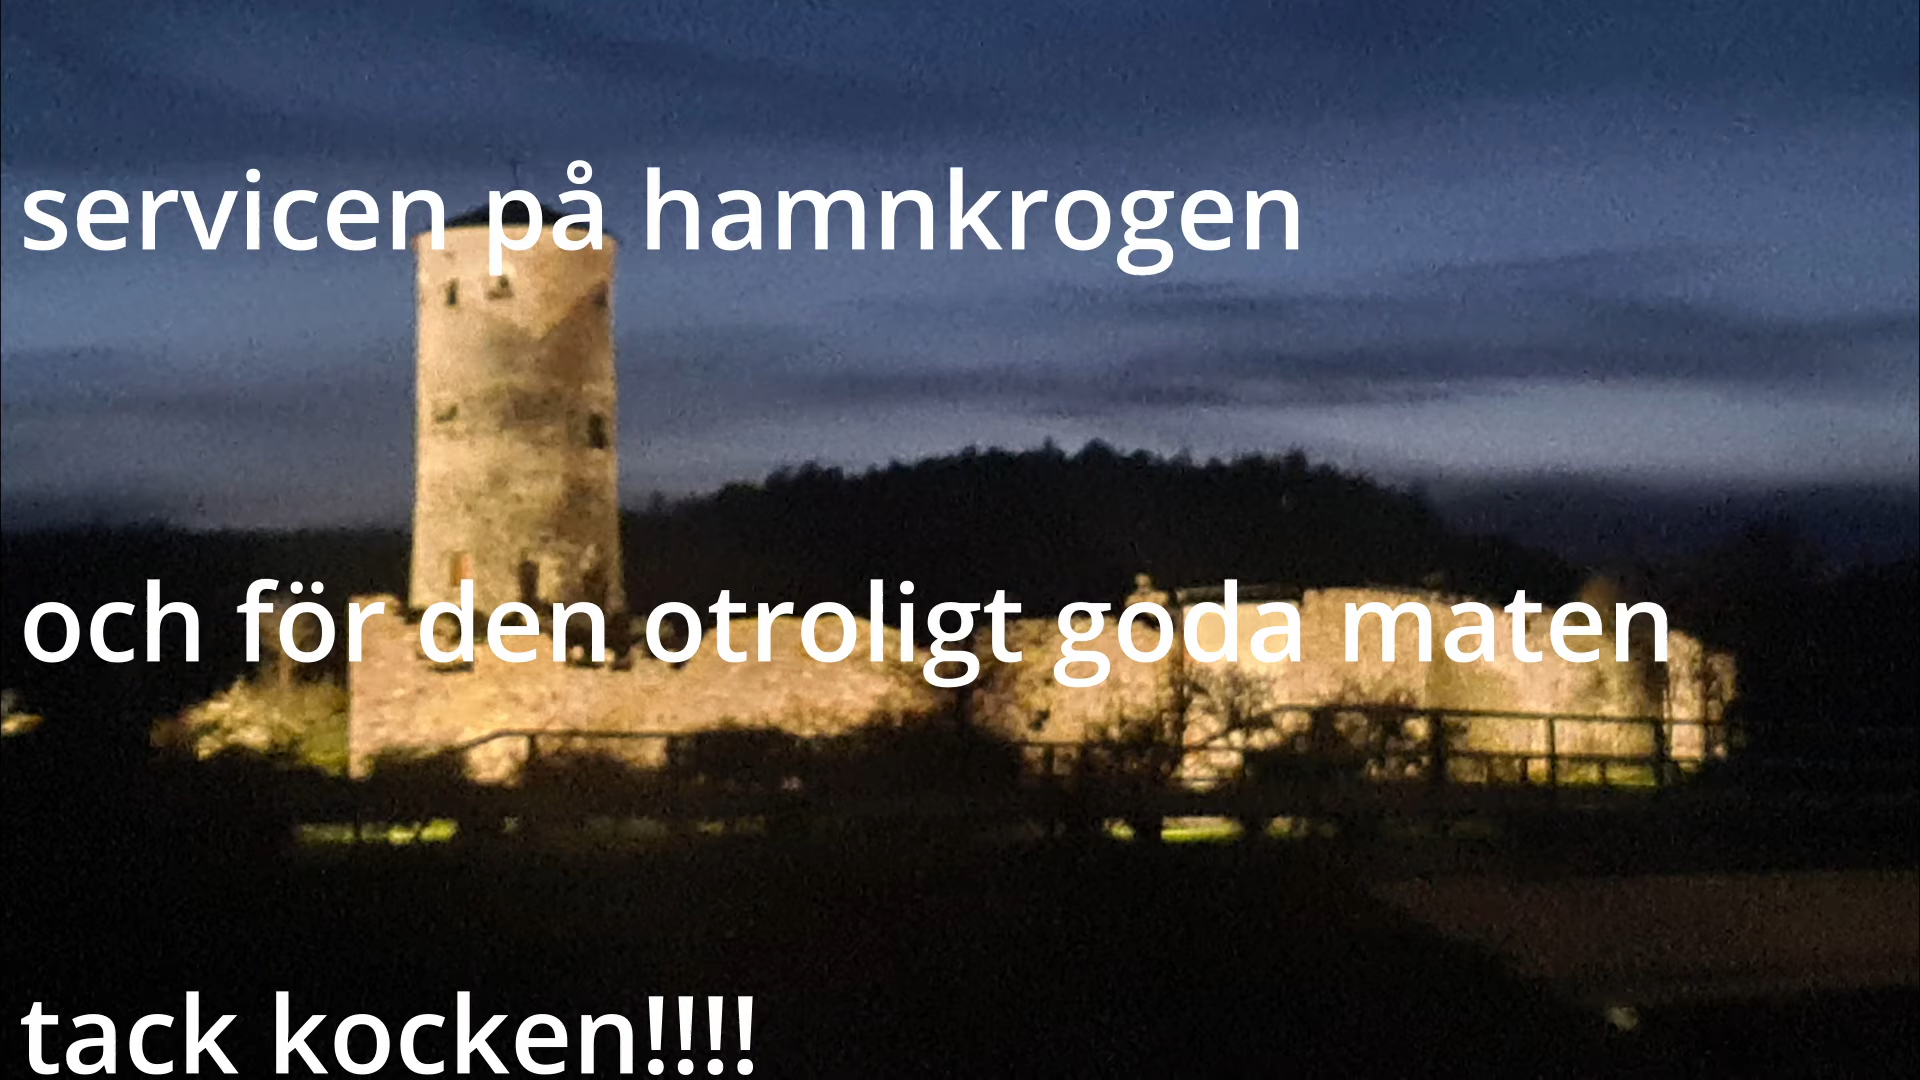 servicen på hamnkrogen
och för den otroligt goda maten
tack kocken!!!!